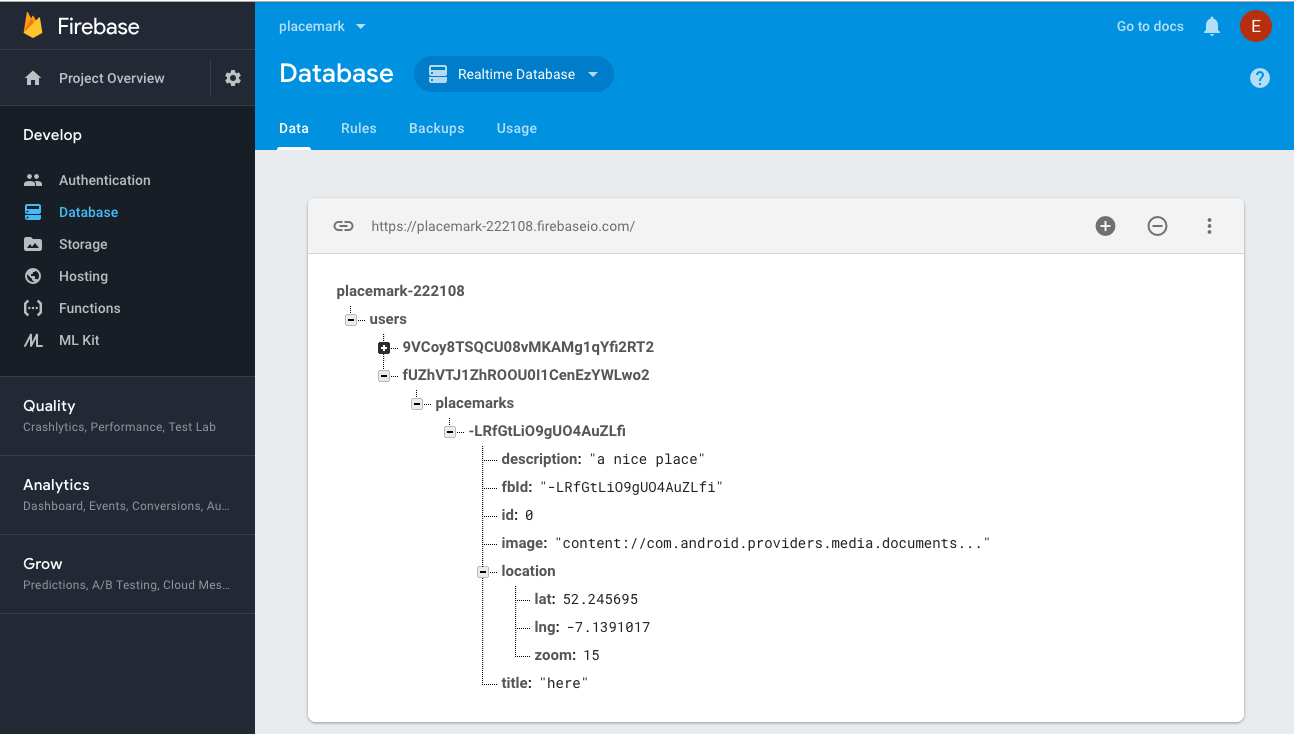 Firebase
Project Overview
Develop
Authentication
Database
Storage
Hosting
Functions
ML Kit
Quality
Crashlytics, Performance, Test Lab
Analytics
Dashboard, Events, Conversions, Au...
Grow
Predictions, A/B Testing, Cloud Mes...
placemark
Go to docs
E
Database
Realtime Database
?
Data Rules Backups Usage
https://placemark-222108.firebaseio.com/
placemark-222108
users
9VCoy8TSQCU08vMKAMg1qYfi2RT2
fUZhVTJ1ZhROOU0I1CenEzYWLwo2
placemarks
-LRfGtLiO9gUO4AuZLfi
description: "a nice place"
fbId: "-LRfGtLiO9gUO4AuZLfi"
id: 0
image: "content://com.android.providers.media.documents..."
location
lat: 52.245695
lng: -7.1391017
zoom: 15
title: "here"